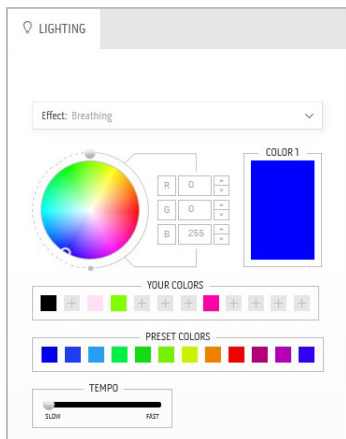 LIGHTING
Effect: Breathing
COLOR 1
R 0
G 0
B 255
YOUR COLORS
PRESET COLORS
TEMPO
SLOW FAST